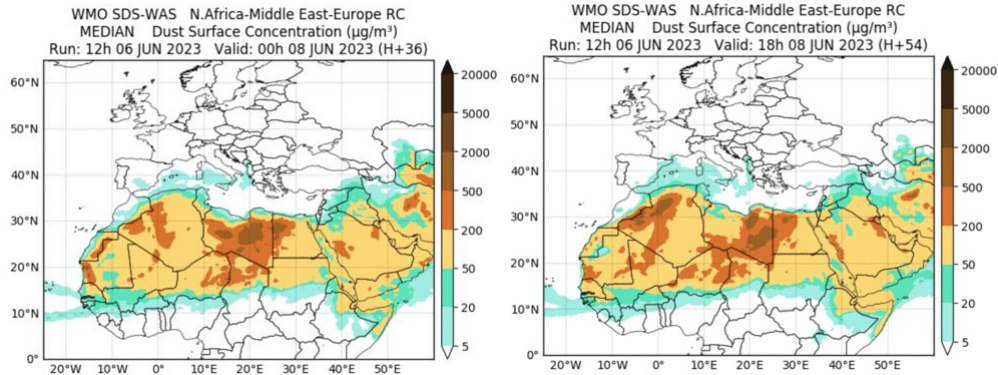 WMO SDS-WAS N.Africa-Middle East-Europe RC
MEDIAN Dust Surface Concentration (µg/m³)
Run: 12h 06 JUN 2023 Valid: 00h 08 JUN 2023 (H+36)
60°N
50°N
40°N
30°N
20°N
10°N
0°
20°W
10°W
0°
10°E
20°E
30°E
40°E
50°E
20000
5000
2000
500
200
50
20
5
WMO SDS-WAS N.Africa-Middle East-Europe RC
MEDIAN Dust Surface Concentration (µg/m³)
Run: 12h 06 JUN 2023 Valid: 18h 08 JUN 2023 (H+54)
60°N
50°N
40°N
30°N
20°N
10°N
0°
20°W
10°W
0°
10°E
20°E
30°E
40°E
50°E
20000
5000
2000
500
200
50
20
5